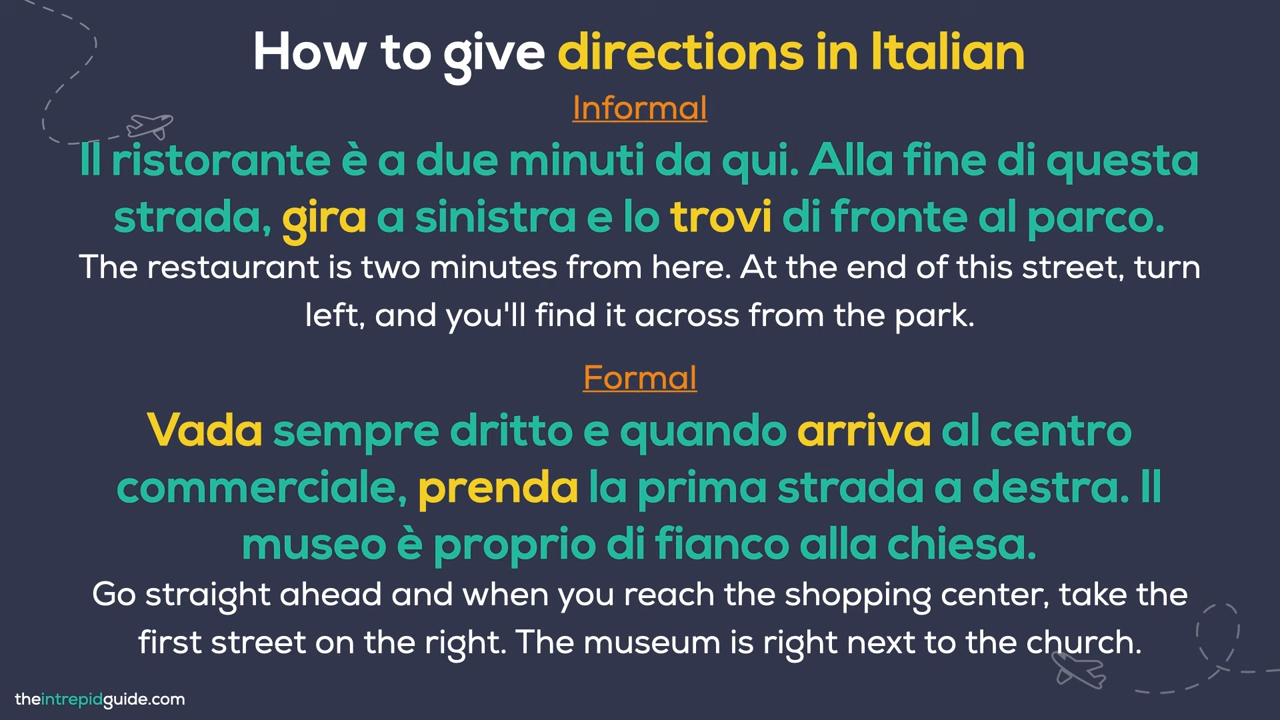 How to give directions in Italian
Informal
Il ristorante è a due minuti da qui. Alla fine di questa
strada, gira a sinistra e lo trovi di fronte al parco.
The restaurant is two minutes from here. At the end of this street, turn
left, and you'll find it across from the park.
Formal
Vada sempre dritto e quando arriva al centro
commerciale, prenda la prima strada a destra. Il
museo è proprio di fianco alla chiesa.
Go straight ahead and when you reach the shopping center, take the
first street on the right. The museum is right next to the church.
theintrepidguide.com